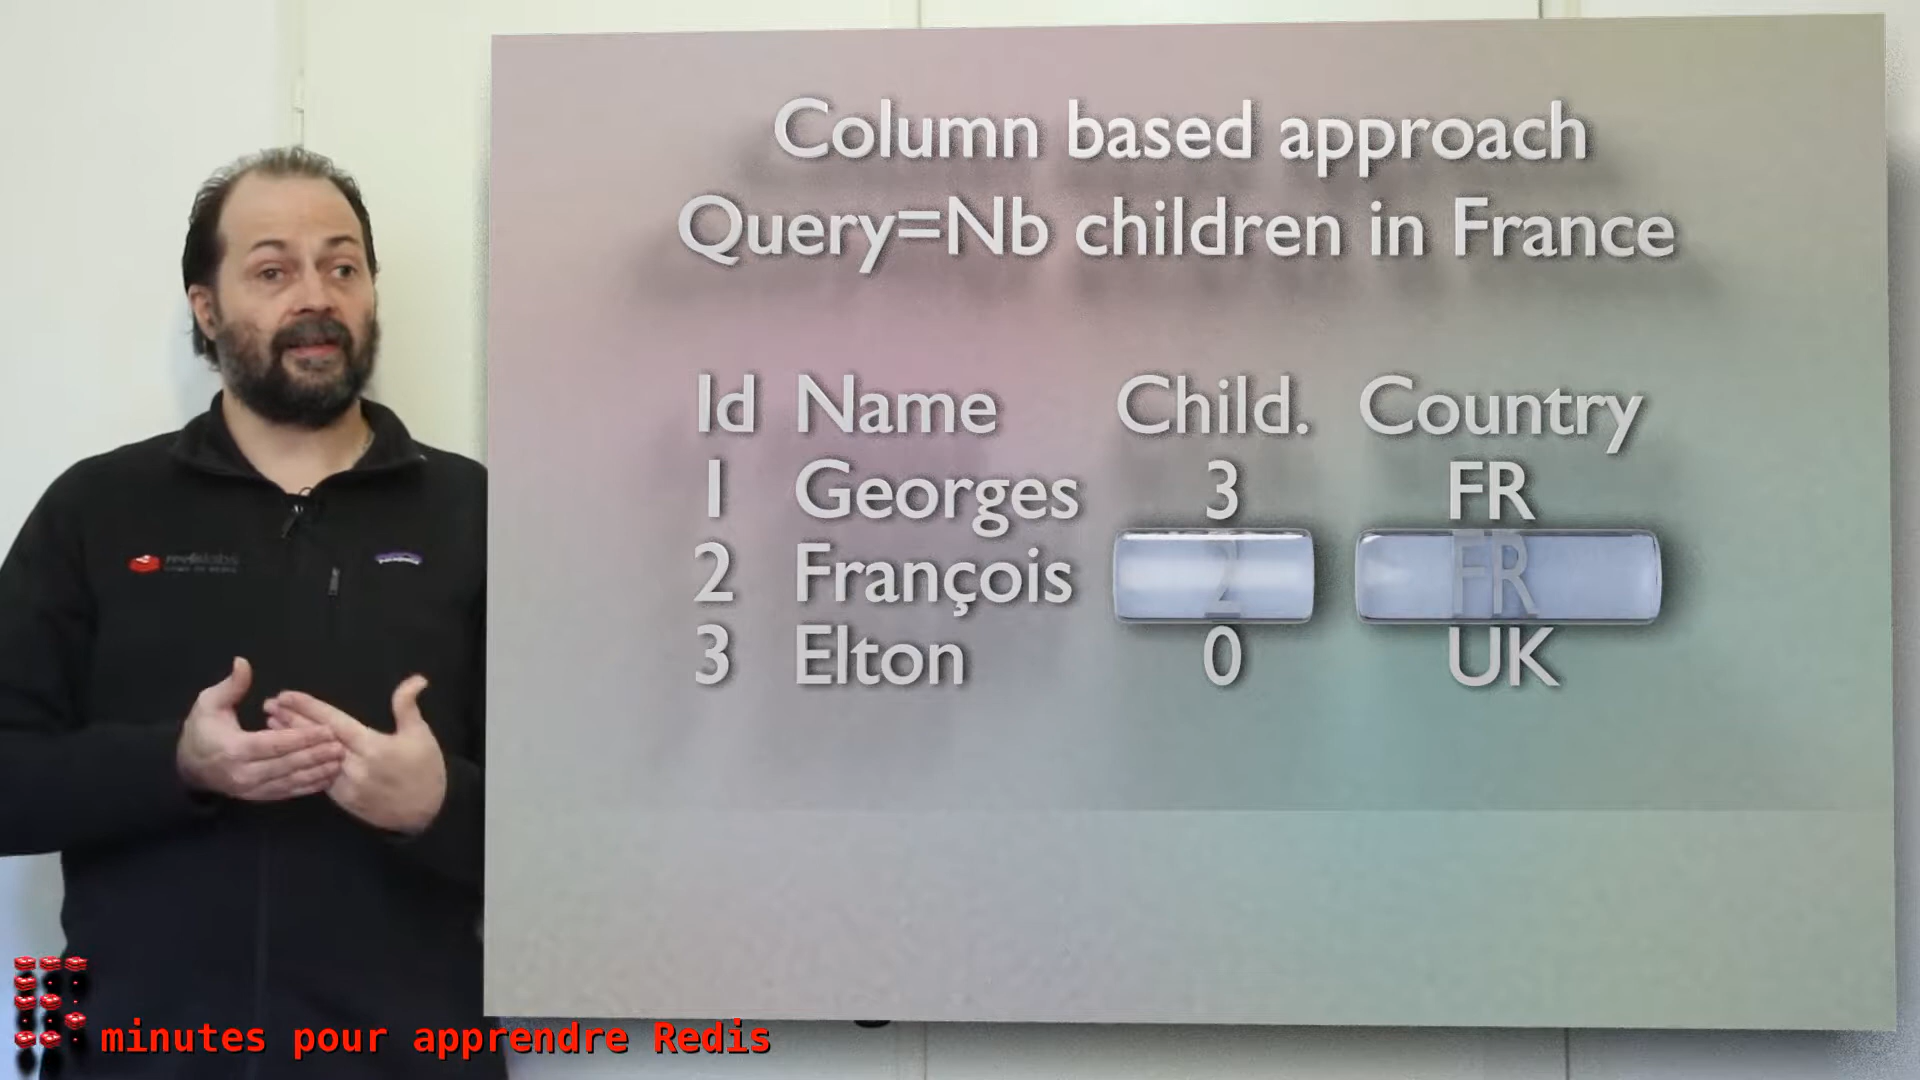 Column based approach
Query=Nb children in France
Id Name Child. Country
1 Georges 3 FR
2 François 2 FR
3 Elton 0 UK
redislabs
minutes pour apprendre Redis